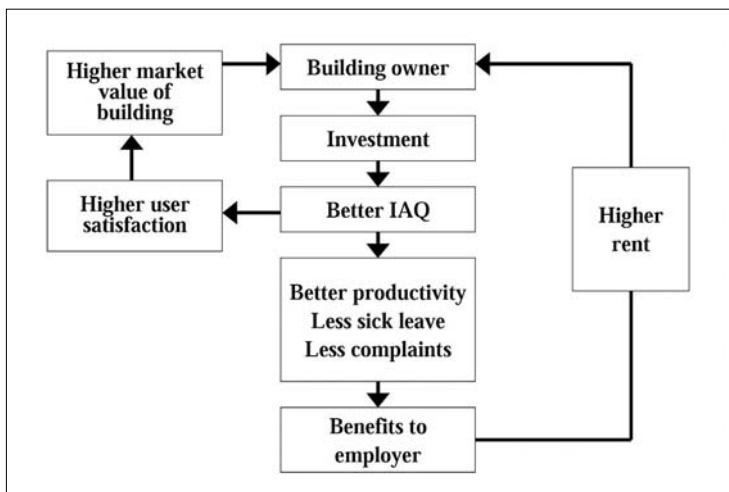 Higher market
value of
building
Building owner
Investment
Higher user
satisfaction
Better IAQ
Higher
rent
Better productivity
Less sick leave
Less complaints
Benefits to
employer